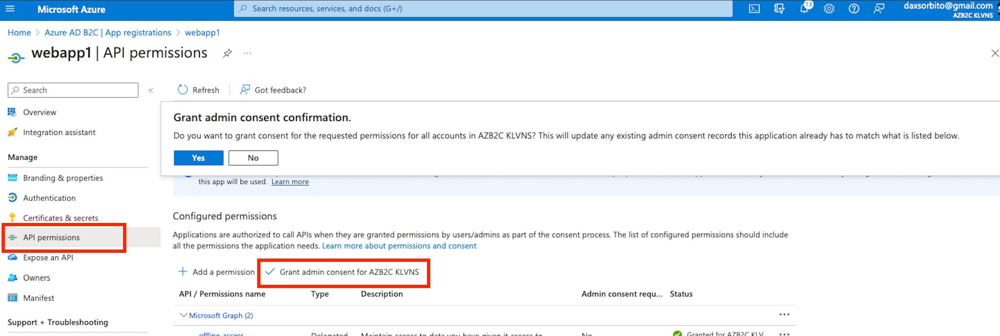 Microsoft Azure
Search resources, services, and docs (G+/)
13
daxsorbito@gmail.com
AZB2C KLVNS
Home > Azure AD B2C | App registrations > webapp1
webapp1 | API permissions
...
Search
«
Refresh
Got feedback?
Overview
Integration assistant
Manage
Branding & properties
Authentication
Certificates & secrets
API permissions
Expose an API
Owners
Manifest
Support + Troubleshooting
Grant admin consent confirmation.
Do you want to grant consent for the requested permissions for all accounts in AZB2C KLVNS? This will update any existing admin consent records this application already has to match what is listed below.
Yes
No
this app will be used. Learn more
Configured permissions
Applications are authorized to call APIs when they are granted permissions by users/admins as part of the consent process. The list of configured permissions should include
all the permissions the application needs. Learn more about permissions and consent
Add a permission
Grant admin consent for AZB2C KLVNS
API / Permissions name Type Description Admin consent requ... Status
Microsoft Graph (2) ...
offline_access Delegated Maintain access to data you have given it access to No Granted for AZB2C KLV ...